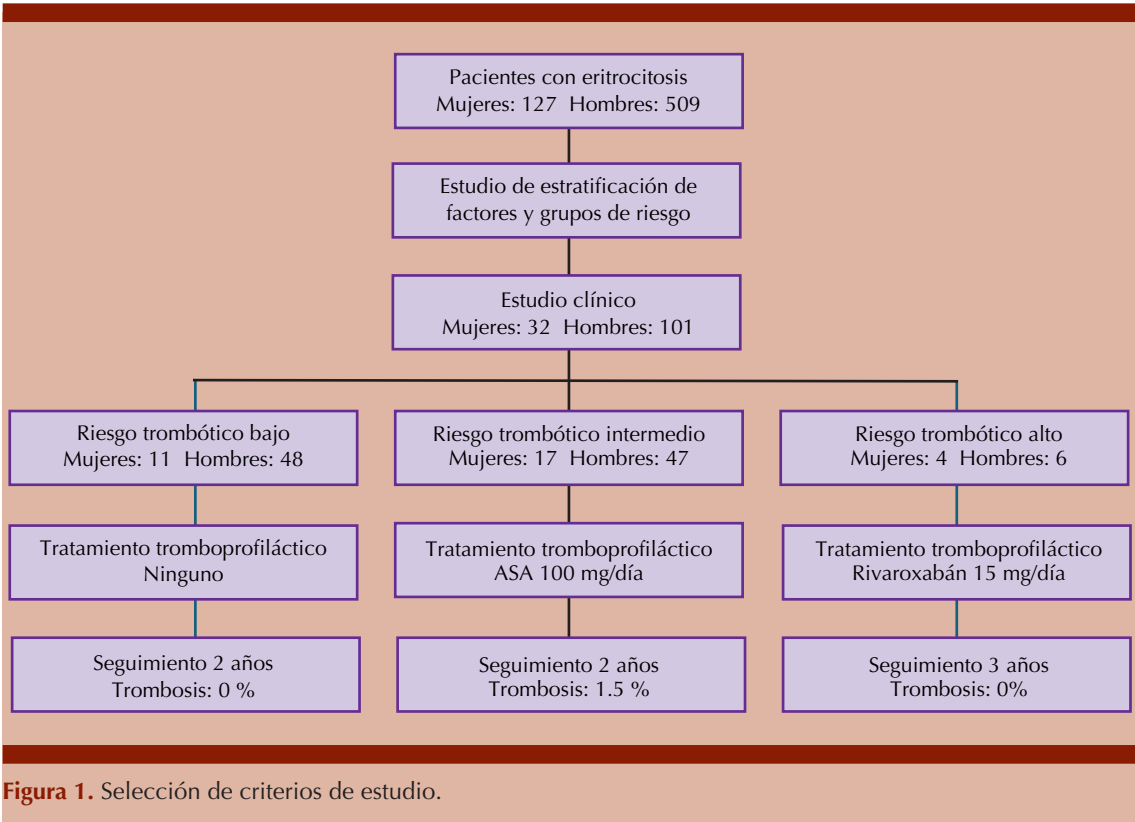 Pacientes con eritrocitosis
Mujeres: 127 Hombres: 509
Estudio de estratificación de
factores y grupos de riesgo
Estudio clínico
Mujeres: 32 Hombres: 101
Riesgo trombótico bajo
Mujeres: 11 Hombres: 48
Riesgo trombótico intermedio
Mujeres: 17 Hombres: 47
Riesgo trombótico alto
Mujeres: 4 Hombres: 6
Tratamiento tromboprofiláctico
Ninguno
Tratamiento tromboprofiláctico
ASA 100 mg/día
Tratamiento tromboprofiláctico
Rivaroxabán 15 mg/día
Seguimiento 2 años
Trombosis: 0 %
Seguimiento 2 años
Trombosis: 1.5 %
Seguimiento 3 años
Trombosis: 0%
Figura 1. Selección de criterios de estudio.